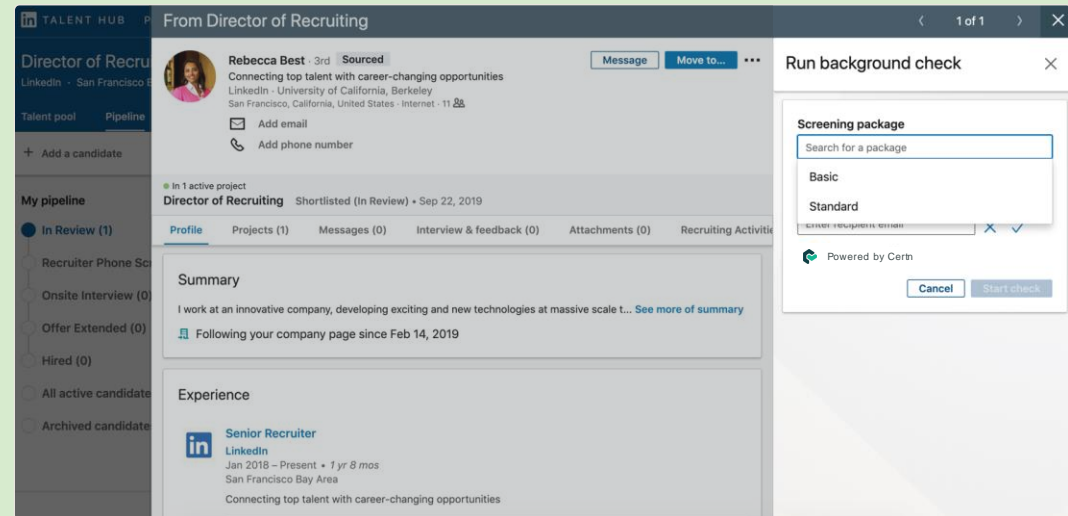 in TALENT HUB P
From Director of Recruiting
1 of 1
Director of Recru
LinkedIn · San Francisco B
Talent pool Pipeline
+ Add a candidate
My pipeline
In Review (1)
Recruiter Phone Scr
Onsite Interview (0)
Offer Extended (0)
Hired (0)
All active candidate
Archived candidate
Rebecca Best · 3rd Sourced
Connecting top talent with career-changing opportunities
LinkedIn · University of California, Berkeley
San Francisco, California, United States · Internet · 11
Add email
Add phone number
Message Move to... •••
In 1 active project
Director of Recruiting Shortlisted (In Review) • Sep 22, 2019
Profile Projects (1) Messages (0) Interview & feedback (0) Attachments (0) Recruiting Activitie
Summary
I work at an innovative company, developing exciting and new technologies at massive scale t... See more of summary
Following your company page since Feb 14, 2019
Experience
in
Senior Recruiter
LinkedIn
Jan 2018 – Present • 1 yr 8 mos
San Francisco Bay Area
Connecting top talent with career-changing opportunities
Run background check
Screening package
Search for a package
Basic
Standard
Enter recipient email
Powered by Certn
Cancel Start check